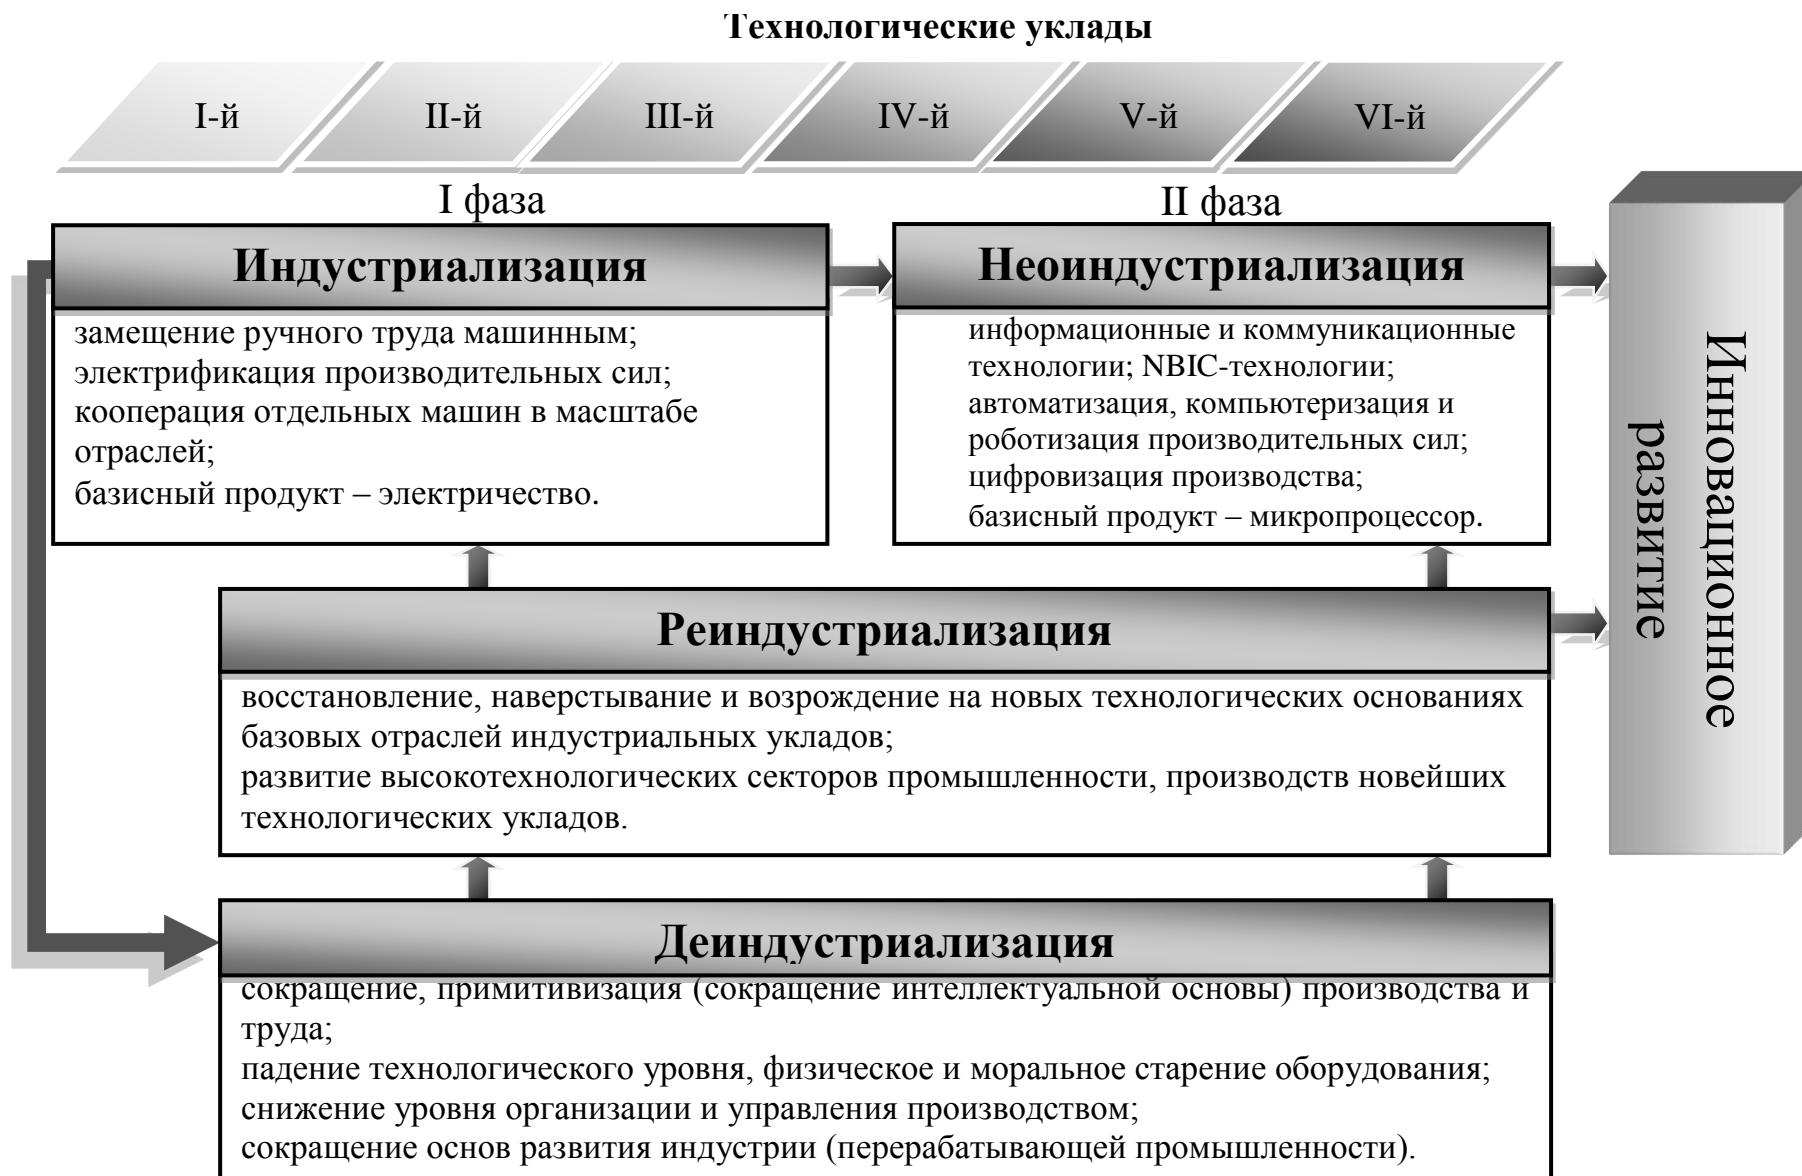 Технологические уклады
I-й II-й III-й IV-й V-й VI-й
I фаза
II фаза
Индустриализация
замещение ручного труда машинным;
электрификация производительных сил;
кооперация отдельных машин в масштабе
отраслей;
базисный продукт – электричество.
Неоиндустриализация
информационные и коммуникационные
технологии; NBIC-технологии;
автоматизация, компьютеризация и
роботизация производительных сил;
цифровизация производства;
базисный продукт – микропроцессор.
Инновационное
развитие
Реиндустриализация
восстановление, наверстывание и возрождение на новых технологических основаниях
базовых отраслей индустриальных укладов;
развитие высокотехнологических секторов промышленности, производств новейших
технологических укладов.
Деиндустриализация
сокращение, примитивизация (сокращение интеллектуальной основы) производства и
труда;
падение технологического уровня, физическое и моральное старение оборудования;
снижение уровня организации и управления производством;
сокращение основ развития индустрии (перерабатывающей промышленности).